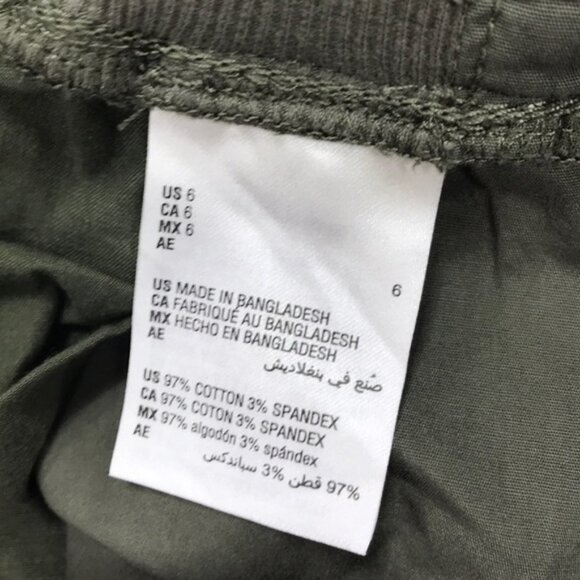 US 6
CA 6
MX 6
AE
6
US MADE IN BANGLADESH
CA FABRIQUÉ AU BANGLADESH
MX HECHO EN BANGLADESH
AE
صُنع في بنغلاديش
US 97% COTTON 3% SPANDEX
CA 97% COTON 3% SPANDEX
MX 97% algodón 3% spándex
AE
97% قطن 3% سباندكس